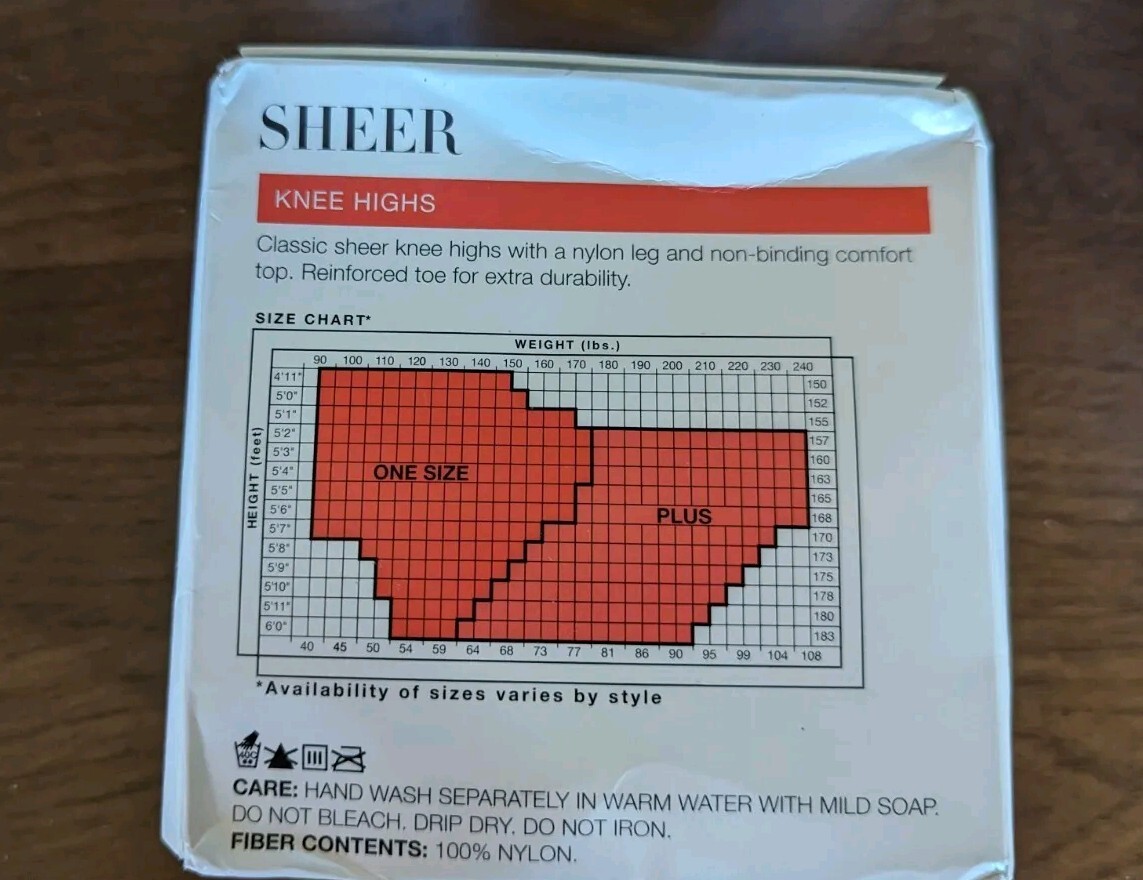 SHEER
KNEE HIGHS
Classic sheer knee highs with a nylon leg and non-binding comfort
top. Reinforced toe for extra durability.
SIZE CHART*
WEIGHT (lbs.)
90 100 110 120 130 140 150 160 170 180 190 200 210 220 230 240
HEIGHT (feet)
4'11" 150
5'0" 152
5'1" 155
5'2" 157
5'3" 160
5'4" 163
5'5" 165
5'6" 168
5'7" 170
5'8" 173
5'9" 175
5'10" 178
5'11" 180
6'0" 183
ONE SIZE
PLUS
40 45 50 54 59 64 68 73 77 81 86 90 95 99 104 108
*Availability of sizes varies by style
CARE: HAND WASH SEPARATELY IN WARM WATER WITH MILD SOAP.
DO NOT BLEACH. DRIP DRY. DO NOT IRON.
FIBER CONTENTS: 100% NYLON.